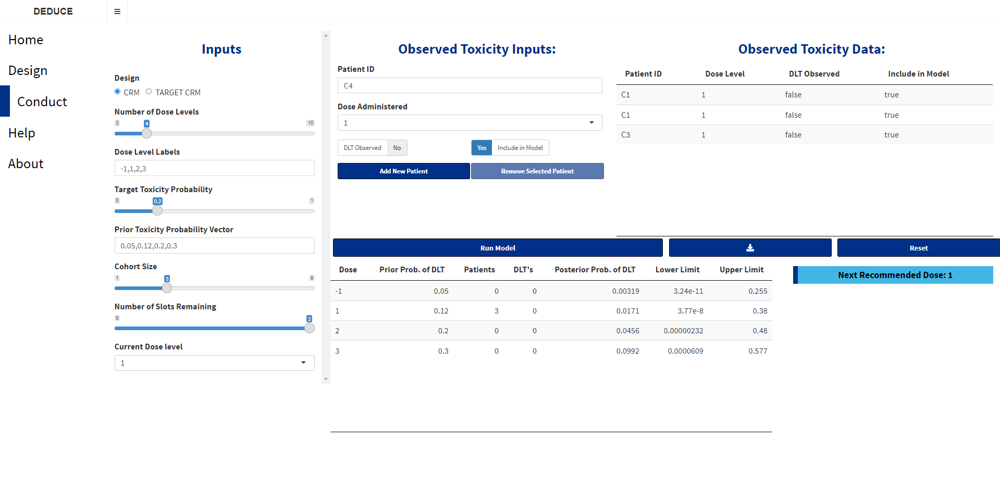 DEDUCE
Home
Design
Conduct
Help
About
Inputs
Design
CRM TARGET CRM
Number of Dose Levels
3 4 10
Dose Level Labels
-1,1,2,3
Target Toxicity Probability
0 0.2 1
Prior Toxicity Probability Vector
0.05,0.12,0.2,0.3
Cohort Size
1 3 9
Number of Slots Remaining
0 2
Current Dose level
1
Observed Toxicity Inputs:
Patient ID
C4
Dose Administered
1
DLT Observed No Yes Include in Model
Add New Patient Remove Selected Patient
Observed Toxicity Data:
Patient ID Dose Level DLT Observed Include in Model
C1 1 false true
C1 1 false true
C3 1 false true
Run Model Reset
Dose Prior Prob. of DLT Patients DLT's Posterior Prob. of DLT Lower Limit Upper Limit
-1 0.05 0 0 0.00319 3.24e-11 0.255
1 0.12 3 0 0.0171 3.77e-8 0.38
2 0.2 0 0 0.0456 0.00000232 0.48
3 0.3 0 0 0.0992 0.0000609 0.577
Next Recommended Dose: 1